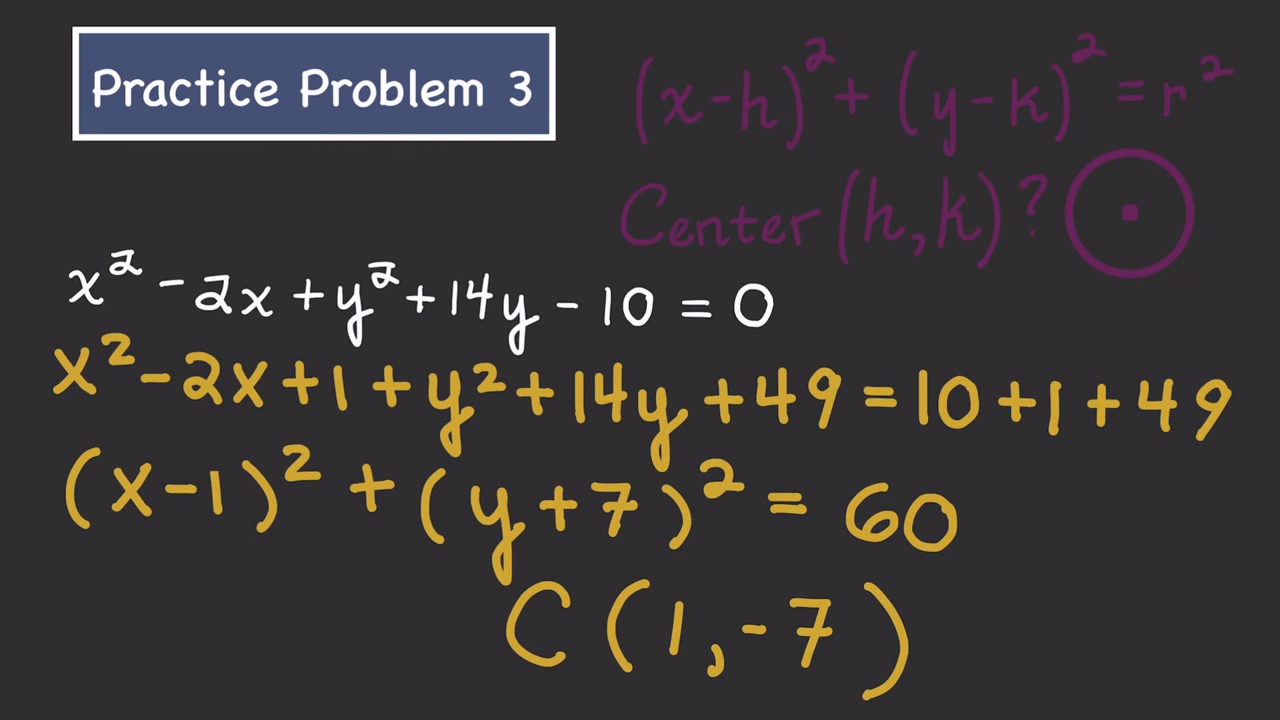 Practice Problem 3
(x-h)² + (y-k)² = r²
Center (h,k)?
x² - 2x + y² + 14y - 10 = 0
x² - 2x + 1 + y² + 14y + 49 = 10 + 1 + 49
(x-1)² + (y+7)² = 60
C (1, -7)